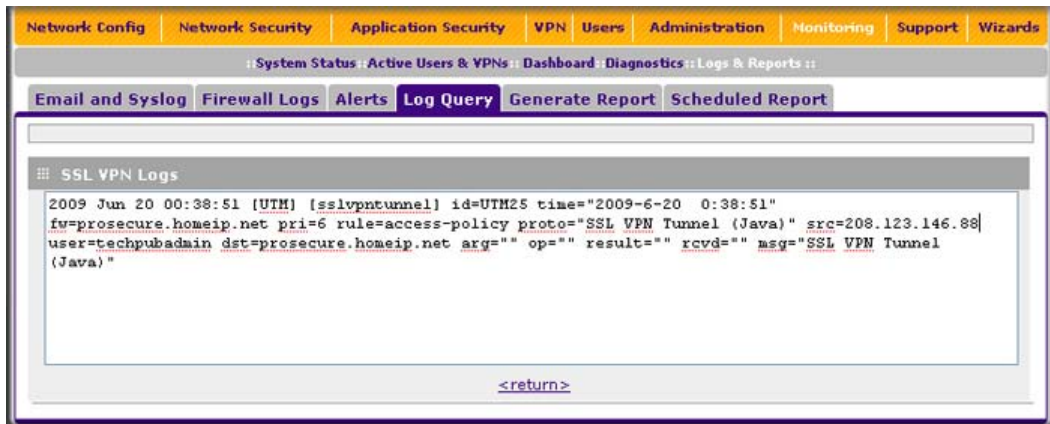 Network Config Network Security Application Security VPN Users Administration Monitoring Support Wizards
:: System Status :: Active Users & VPNs :: Dashboard :: Diagnostics :: Logs & Reports ::
Email and Syslog Firewall Logs Alerts Log Query Generate Report Scheduled Report
SSL VPN Logs
2009 Jun 20 00:38:51 [UTM] [sslvpntunnel] id=UTM25 time="2009-6-20  0:38:51"
fw=prosecure.homeip.net pri=6 rule=access-policy proto="SSL VPN Tunnel (Java)" src=208.123.146.88
user=techpubadmin dst=prosecure.homeip.net arg="" op="" result="" rcvd="" msg="SSL VPN Tunnel
(Java)"
<return>